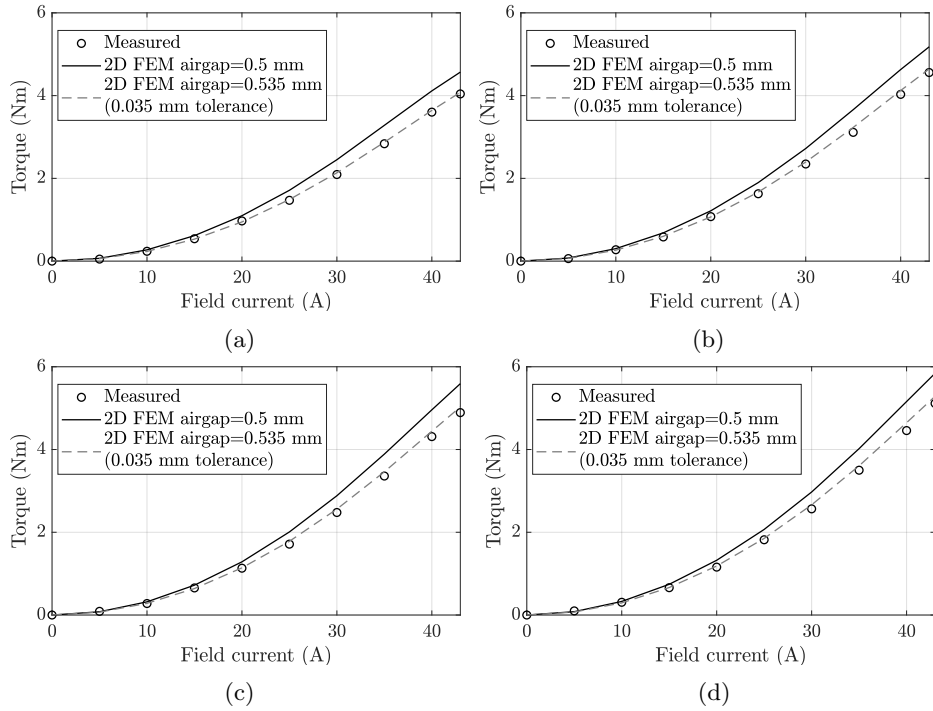 6
4
2
0
Torque (Nm)
Measured
2D FEM airgap=0.5 mm
2D FEM airgap=0.535 mm
(0.035 mm tolerance)
0 10 20 30 40
Field current (A)
(a)
6
4
2
0
Torque (Nm)
Measured
2D FEM airgap=0.5 mm
2D FEM airgap=0.535 mm
(0.035 mm tolerance)
0 10 20 30 40
Field current (A)
(b)
6
4
2
0
Torque (Nm)
Measured
2D FEM airgap=0.5 mm
2D FEM airgap=0.535 mm
(0.035 mm tolerance)
0 10 20 30 40
Field current (A)
(c)
6
4
2
0
Torque (Nm)
Measured
2D FEM airgap=0.5 mm
2D FEM airgap=0.535 mm
(0.035 mm tolerance)
0 10 20 30 40
Field current (A)
(d)